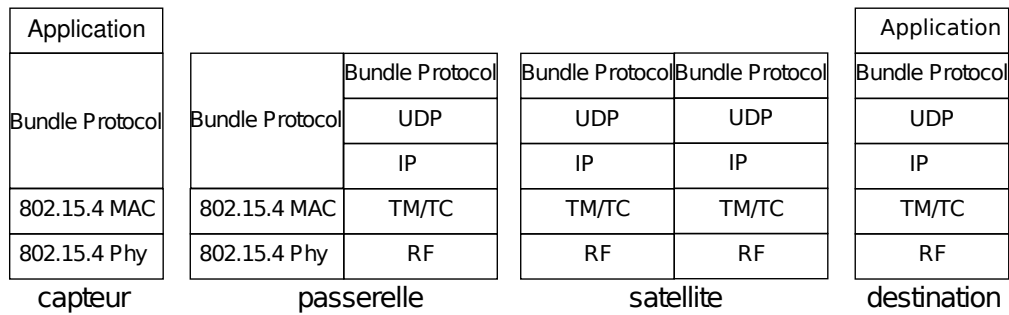 Application
Bundle Protocol
802.15.4 MAC
802.15.4 Phy
capteur
Bundle Protocol
802.15.4 MAC
802.15.4 Phy
Bundle Protocol
UDP
IP
TM/TC
RF
passerelle
Bundle Protocol
UDP
IP
TM/TC
RF
Bundle Protocol
UDP
IP
TM/TC
RF
satellite
Application
Bundle Protocol
UDP
IP
TM/TC
RF
destination